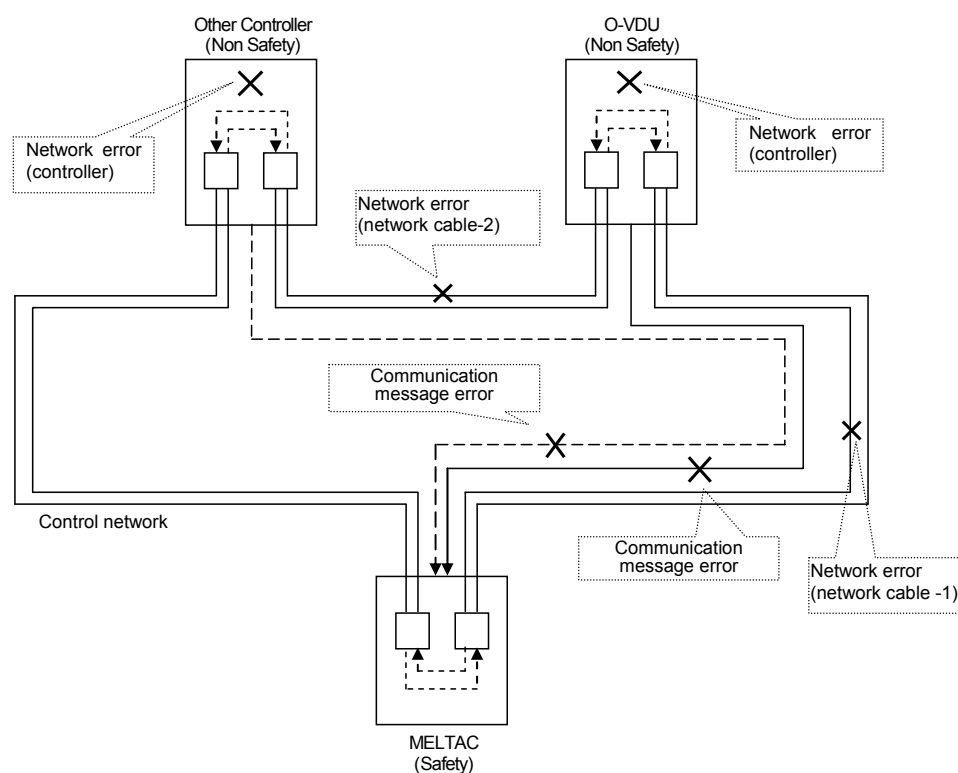 Other Controller
(Non Safety)
O-VDU
(Non Safety)
Network error
(controller)
Network error
(controller)
Network error
(network cable-2)
Communication
message error
Control network
Communication
message error
Network error
(network cable -1)
MELTAC
(Safety)